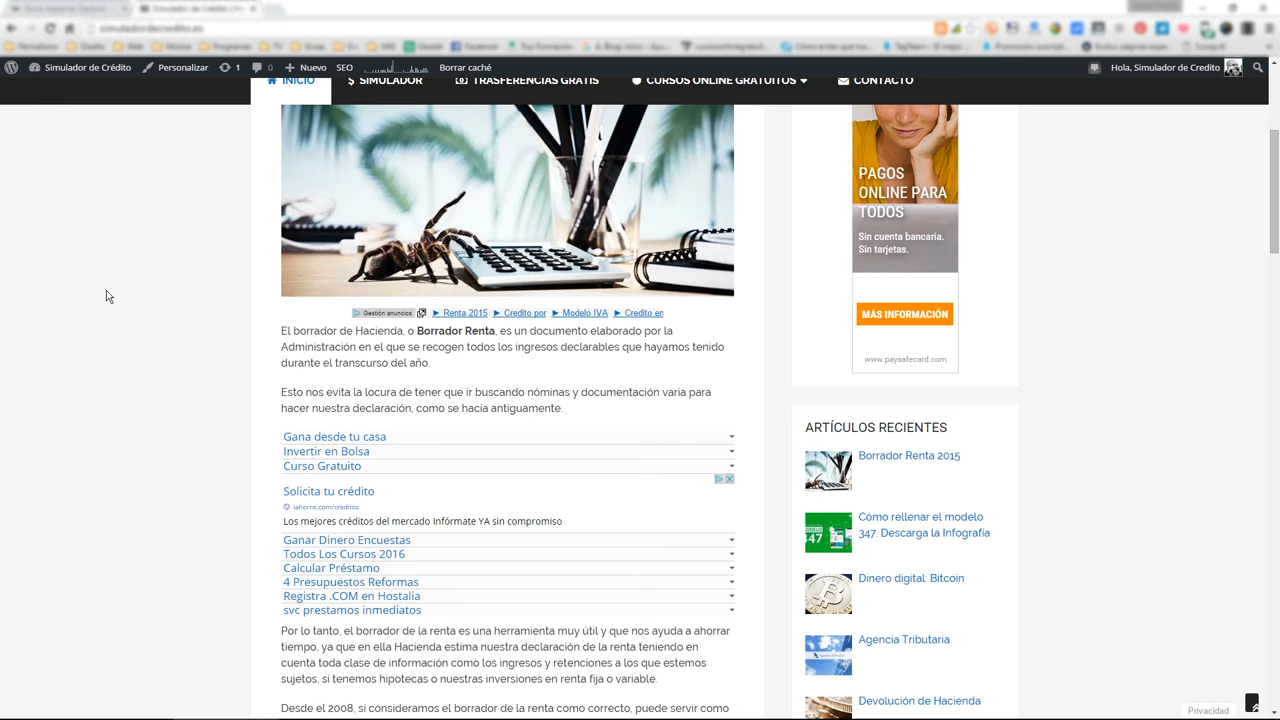 simuladordecredito.es
Simulador de Crédito
Personalizar
1
0
Nuevo
SEO
Borrar caché
Hola, Simulador de Credito
INICIO
SIMULADOR
TRASFERENCIAS GRATIS
CURSOS ONLINE GRATUITOS
CONTACTO
Gestión anuncios
► Renta 2015
► Credito por
► Modelo IVA
► Credito en
El borrador de Hacienda, o Borrador Renta, es un documento elaborado por la
Administración en el que se recogen todos los ingresos declarables que hayamos tenido
durante el transcurso del año.
Esto nos evita la locura de tener que ir buscando nóminas y documentación varia para
hacer nuestra declaración, como se hacía antiguamente.
Gana desde tu casa
Invertir en Bolsa
Curso Gratuito
Solicita tu crédito
iahorro.com/creditos
Los mejores créditos del mercado Infórmate YA sin compromiso
Ganar Dinero Encuestas
Todos Los Cursos 2016
Calcular Préstamo
4 Presupuestos Reformas
Registra .COM en Hostalia
svc prestamos inmediatos
Por lo tanto, el borrador de la renta es una herramienta muy útil y que nos ayuda a ahorrar
tiempo, ya que en ella Hacienda estima nuestra declaración de la renta teniendo en
cuenta toda clase de información como los ingresos y retenciones a los que estemos
sujetos, si tenemos hipotecas o nuestras inversiones en renta fija o variable.
Desde el 2008, si consideramos el borrador de la renta como correcto, puede servir como
PAGOS
ONLINE PARA
TODOS
Sin cuenta bancaria.
Sin tarjetas.
MÁS INFORMACIÓN
www.paysafecard.com
ARTÍCULOS RECIENTES
Borrador Renta 2015
MODELO
347
Cómo rellenar el modelo
347. Descarga la Infografía
Dinero digital: Bitcoin
Agencia Tributaria
Devolución de Hacienda
Privacidad